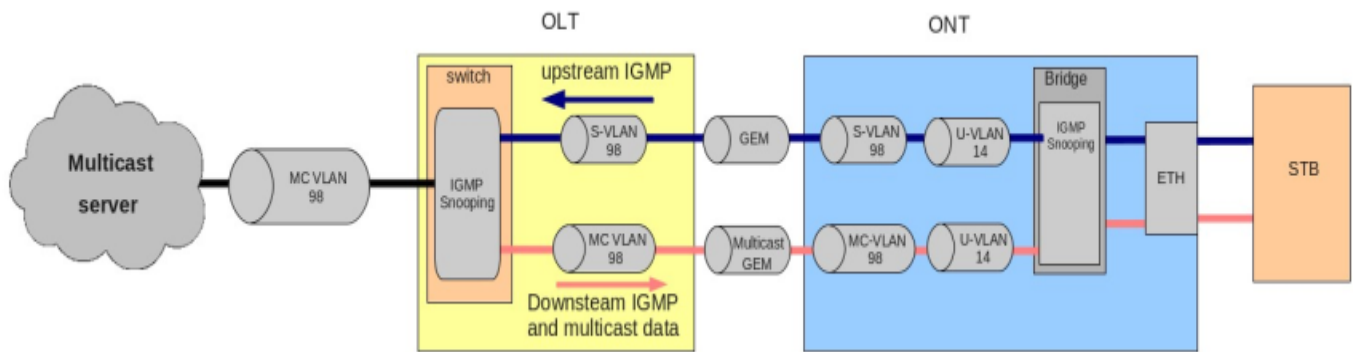 OLT
ONT
switch
upstream IGMP
Bridge
Multicast
server
MC VLAN
98
IGMP
Snooping
S-VLAN
98
GEM
S-VLAN
98
U-VLAN
14
IGMP
Snooping
ETH
STB
MC VLAN
98
Multicast
GEM
MC-VLAN
98
U-VLAN
14
Downsteam IGMP
and multicast data